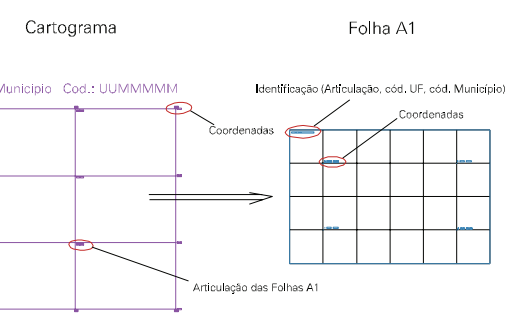 Cartograma
Folha A1
Município Cod.: UUMMMMM
Identificação (Articulação, cód. UF, cód. Município)
Coordenadas
Coordenadas
Articulação das Folhas A1